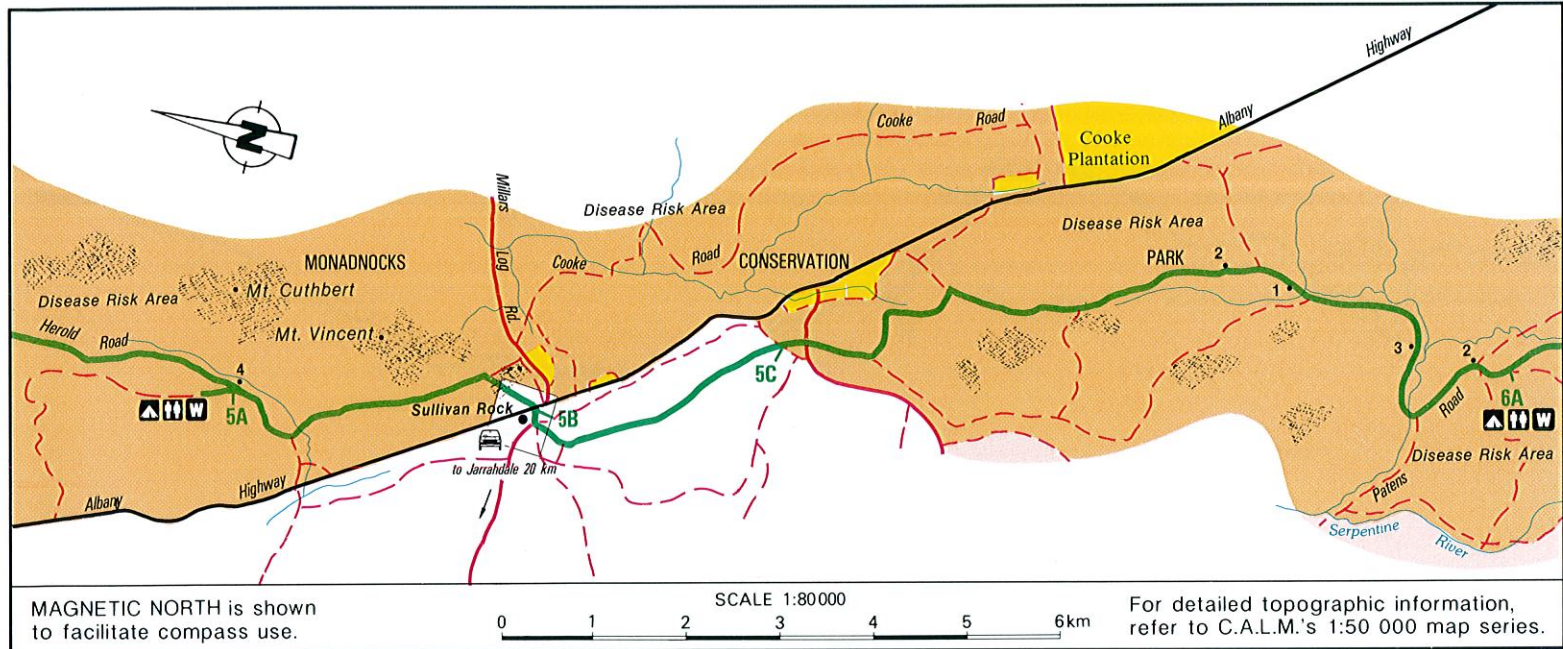 Highway
Albany
Cooke Road
Cooke
Plantation
N
Millars
Log
Rd.
Disease Risk Area
Disease Risk Area
MONADNOCKS
Cooke
Road
CONSERVATION
PARK
2
1
Disease Risk Area
Mt. Cuthbert
Mt. Vincent
Herold
Road
4
5A
W
Sullivan Rock
5B
5C
3
2
Road
6A
W
Disease Risk Area
to Jarrahdale 20 km
Highway
Albany
Patens
Serpentine
River
MAGNETIC NORTH is shown
to facilitate compass use.
SCALE 1:80000
0 1 2 3 4 5 6km
For detailed topographic information,
refer to C.A.L.M.'s 1:50 000 map series.